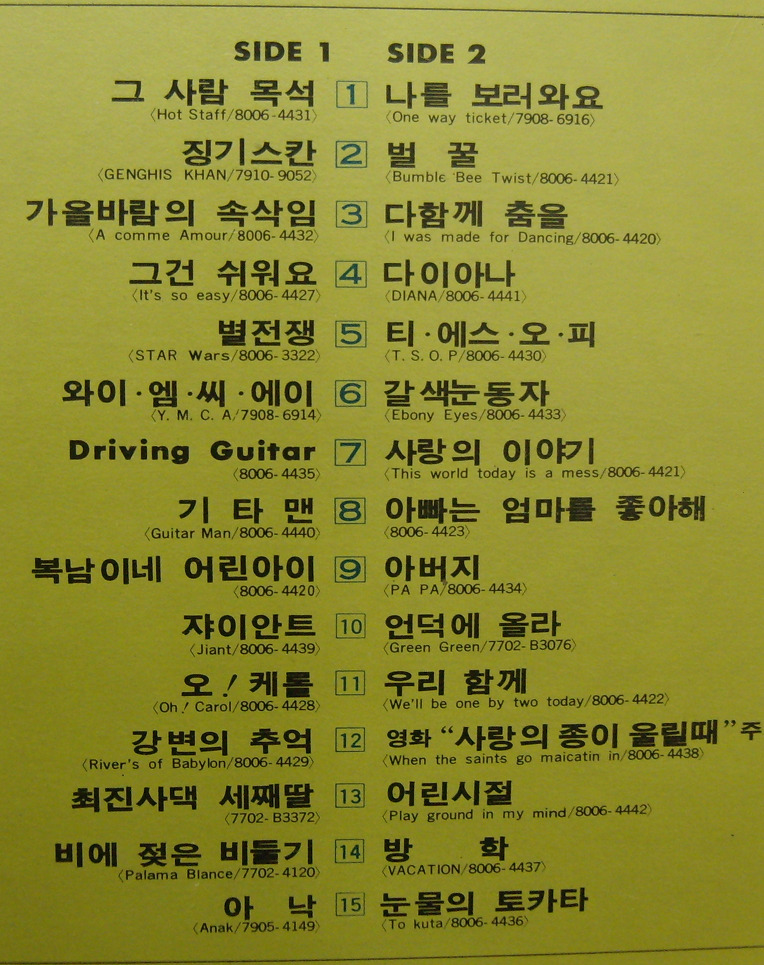 SIDE 1 SIDE 2
그 사람 목석 1 나를 보러와요
〈Hot Staff/8006-4431〉 〈One way ticket/7908-6916〉
징기스칸 2 벌 꿀
〈GENGHIS KHAN/7910-9052〉 〈Bumble Bee Twist/8006-4421〉
가을바람의 속삭임 3 다함께 춤을
〈A comme Amour/8006-4432〉 〈I was made for Dancing/8006-4420〉
그건 쉬워요 4 다이아나
〈It's so easy/8006-4427〉 〈DIANA/8006-4441〉
별전쟁 5 티·에스·오·피
〈STAR Wars/8006-3322〉 〈T. S. O. P/8006-4430〉
와이·엠·씨·에이 6 갈색눈동자
〈Y. M. C. A/7908-6914〉 〈Ebony Eyes/8006-4433〉
Driving Guitar 7 사랑의 이야기
〈8006-4435〉 〈This world today is a mess/8006-4421〉
기 타 맨 8 아빠는 엄마를 좋아해
〈Guitar Man/8006-4440〉 〈8006-4423〉
복남이네 어린아이 9 아버지
〈8006-4420〉 〈PA PA/8006-4434〉
쟈이안트 10 언덕에 올라
〈Jiant/8006-4439〉 〈Green Green/7702-B3076〉
오! 케롤 11 우리 함께
〈Oh! Carol/8006-4428〉 〈We'll be one by two today/8006-4422〉
강변의 추억 12 영화 “사랑의 종이 울릴때”주
〈River's of Babylon/8006-4429〉 〈When the saints go maicatin in/8006-4438〉
최진사댁 세째딸 13 어린시절
〈7702-B3372〉 〈Play ground in my mind/8006-4442〉
비에 젖은 비둘기 14 방 학
〈Palama Blance/7702-4120〉 〈VACATION/8006-4437〉
아 낙 15 눈물의 토카타
〈Anak/7905-4149〉 〈To kuta/8006-4436〉